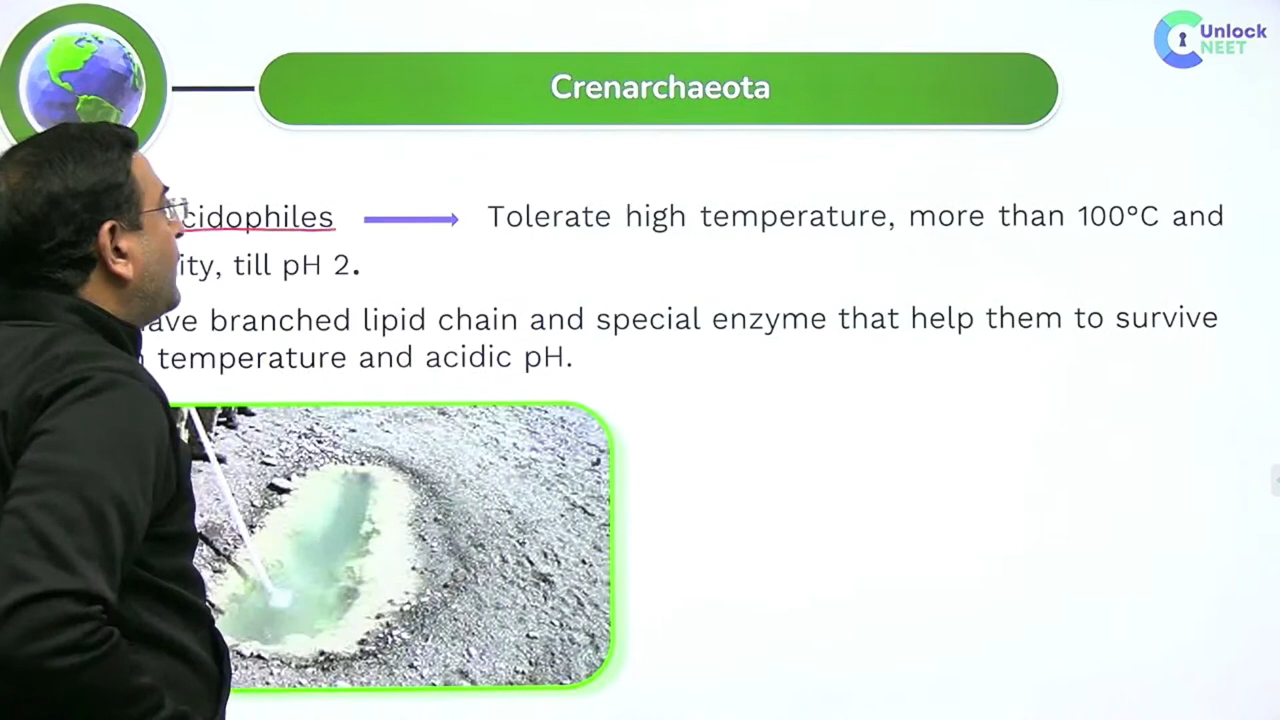 Unlock
NEET
Crenarchaeota
cidophiles Tolerate high temperature, more than 100°C and
ity, till pH 2.
ave branched lipid chain and special enzyme that help them to survive
temperature and acidic pH.